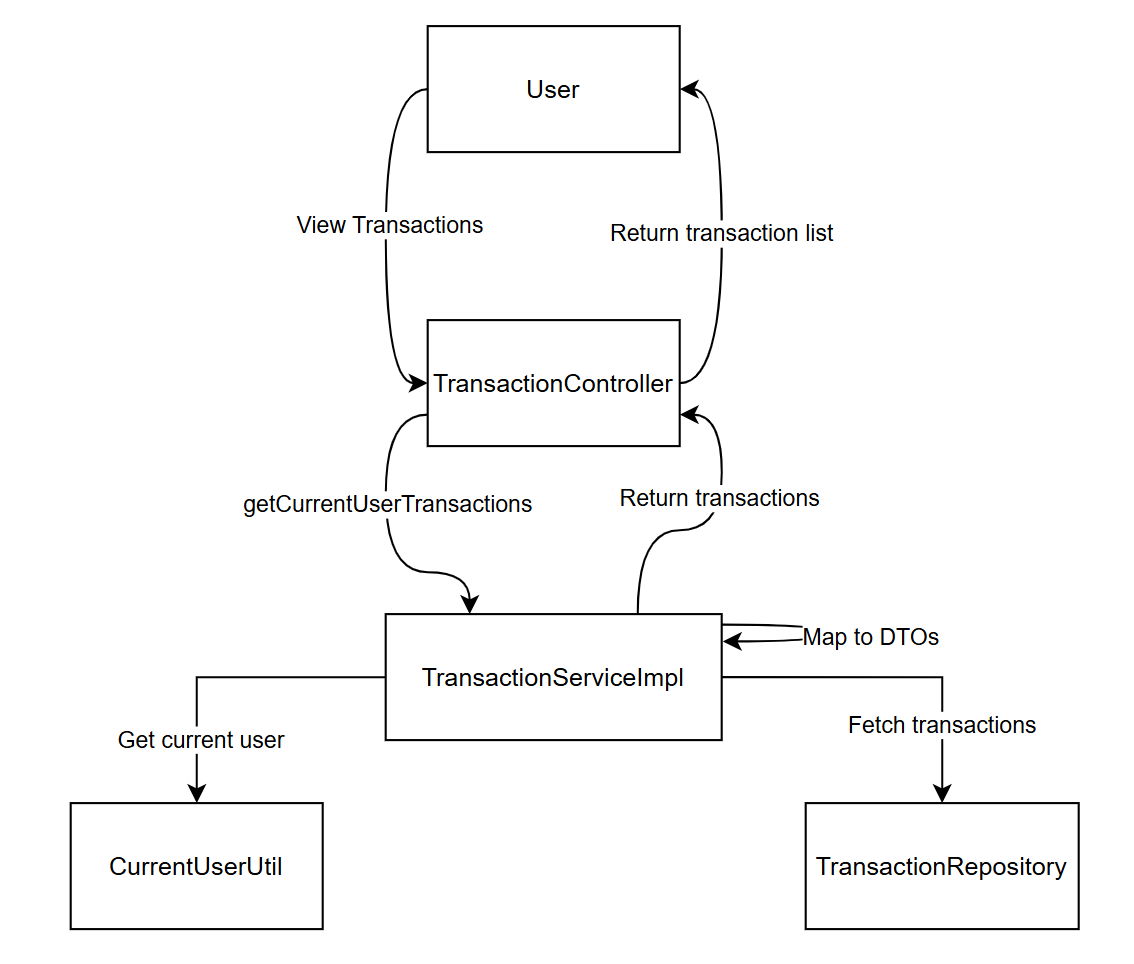 User
View Transactions
Return transaction list
TransactionController
getCurrentUserTransactions
Return transactions
Map to DTOs
TransactionServiceImpl
Get current user
Fetch transactions
CurrentUserUtil
TransactionRepository